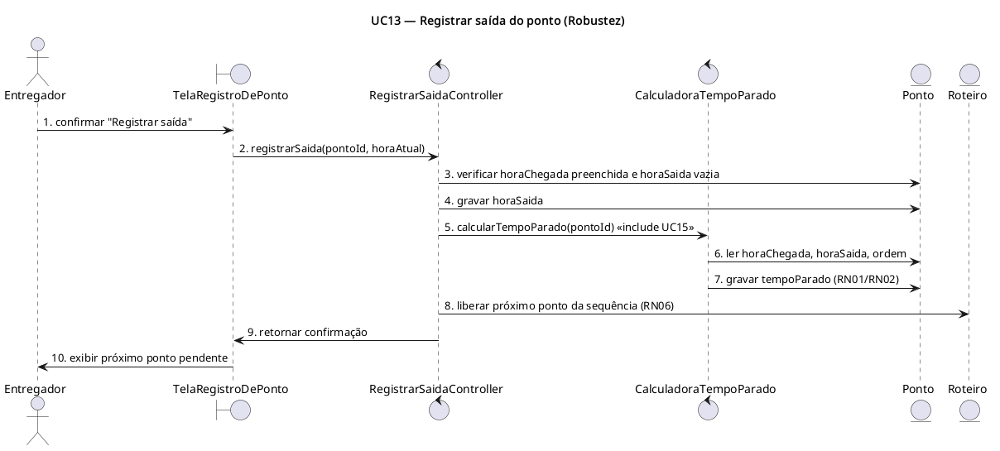 UC13 — Registrar saída do ponto (Robustez)
Entregador
TelaRegistroDePonto
RegistrarSaidaController
CalculadoraTempoParado
Ponto
Roteiro
1. confirmar "Registrar saída"
2. registrarSaida(pontoId, horaAtual)
3. verificar horaChegada preenchida e horaSaida vazia
4. gravar horaSaida
5. calcularTempoParado(pontoId) «include UC15»
6. ler horaChegada, horaSaida, ordem
7. gravar tempoParado (RN01/RN02)
8. liberar próximo ponto da sequência (RN06)
9. retornar confirmação
10. exibir próximo ponto pendente
Entregador
TelaRegistroDePonto
RegistrarSaidaController
CalculadoraTempoParado
Ponto
Roteiro